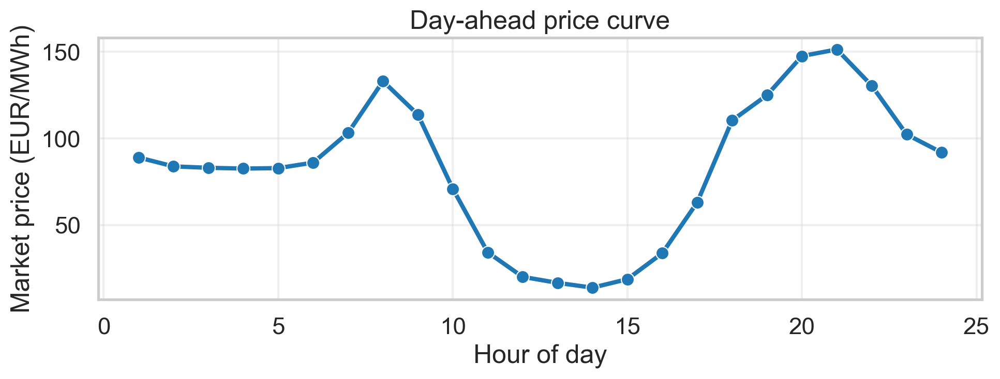 Day-ahead price curve
Market price (EUR/MWh)
150
100
50
0 5 10 15 20 25
Hour of day